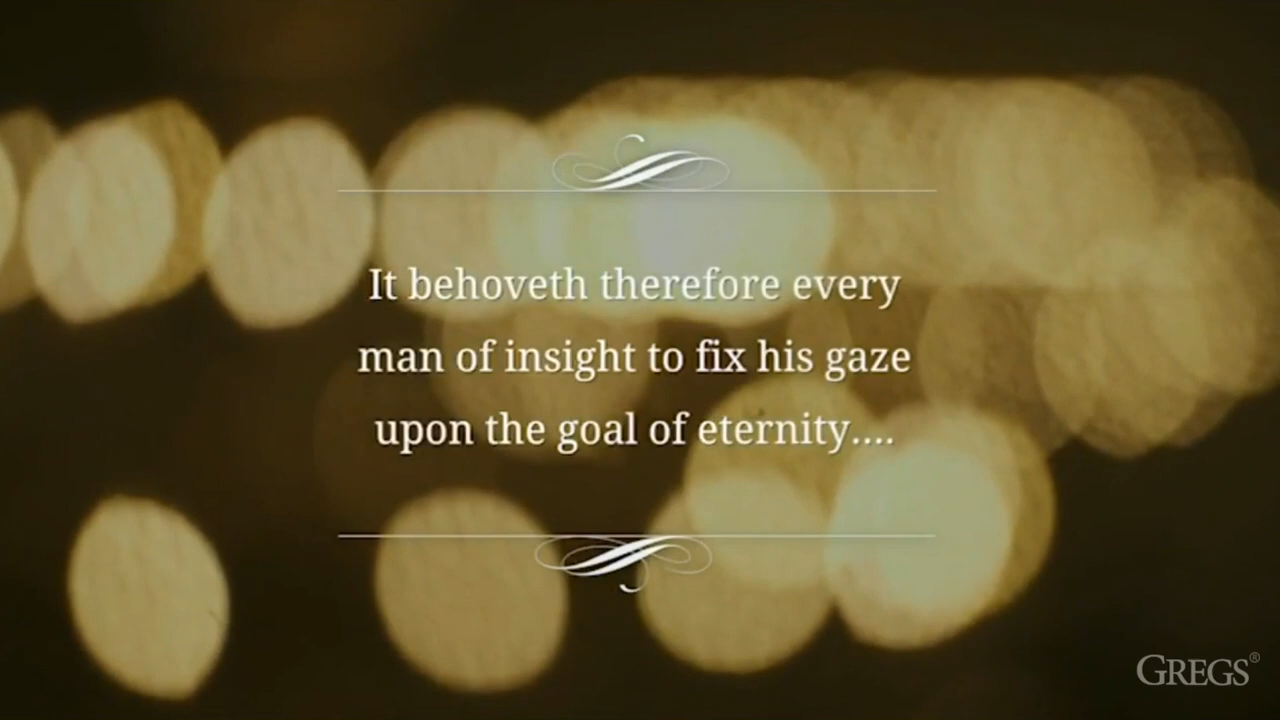 It behoveth therefore every
man of insight to fix his gaze
upon the goal of eternity....
GREGS®